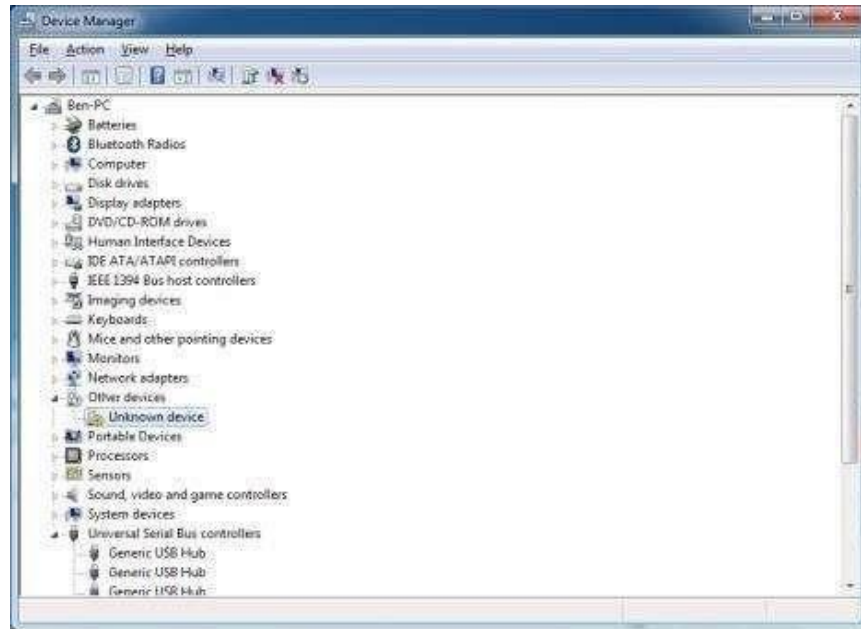 Device Manager
File Action View Help
Ben-PC
Batteries
Bluetooth Radios
Computer
Disk drives
Display adapters
DVD/CD-ROM drives
Human Interface Devices
IDE ATA/ATAPI controllers
IEEE 1394 Bus host controllers
Imaging devices
Keyboards
Mice and other pointing devices
Monitors
Network adapters
Other devices
Unknown device
Portable Devices
Processors
Sensors
Sound, video and game controllers
System devices
Universal Serial Bus controllers
Generic USB Hub
Generic USB Hub
Generic USB Hub